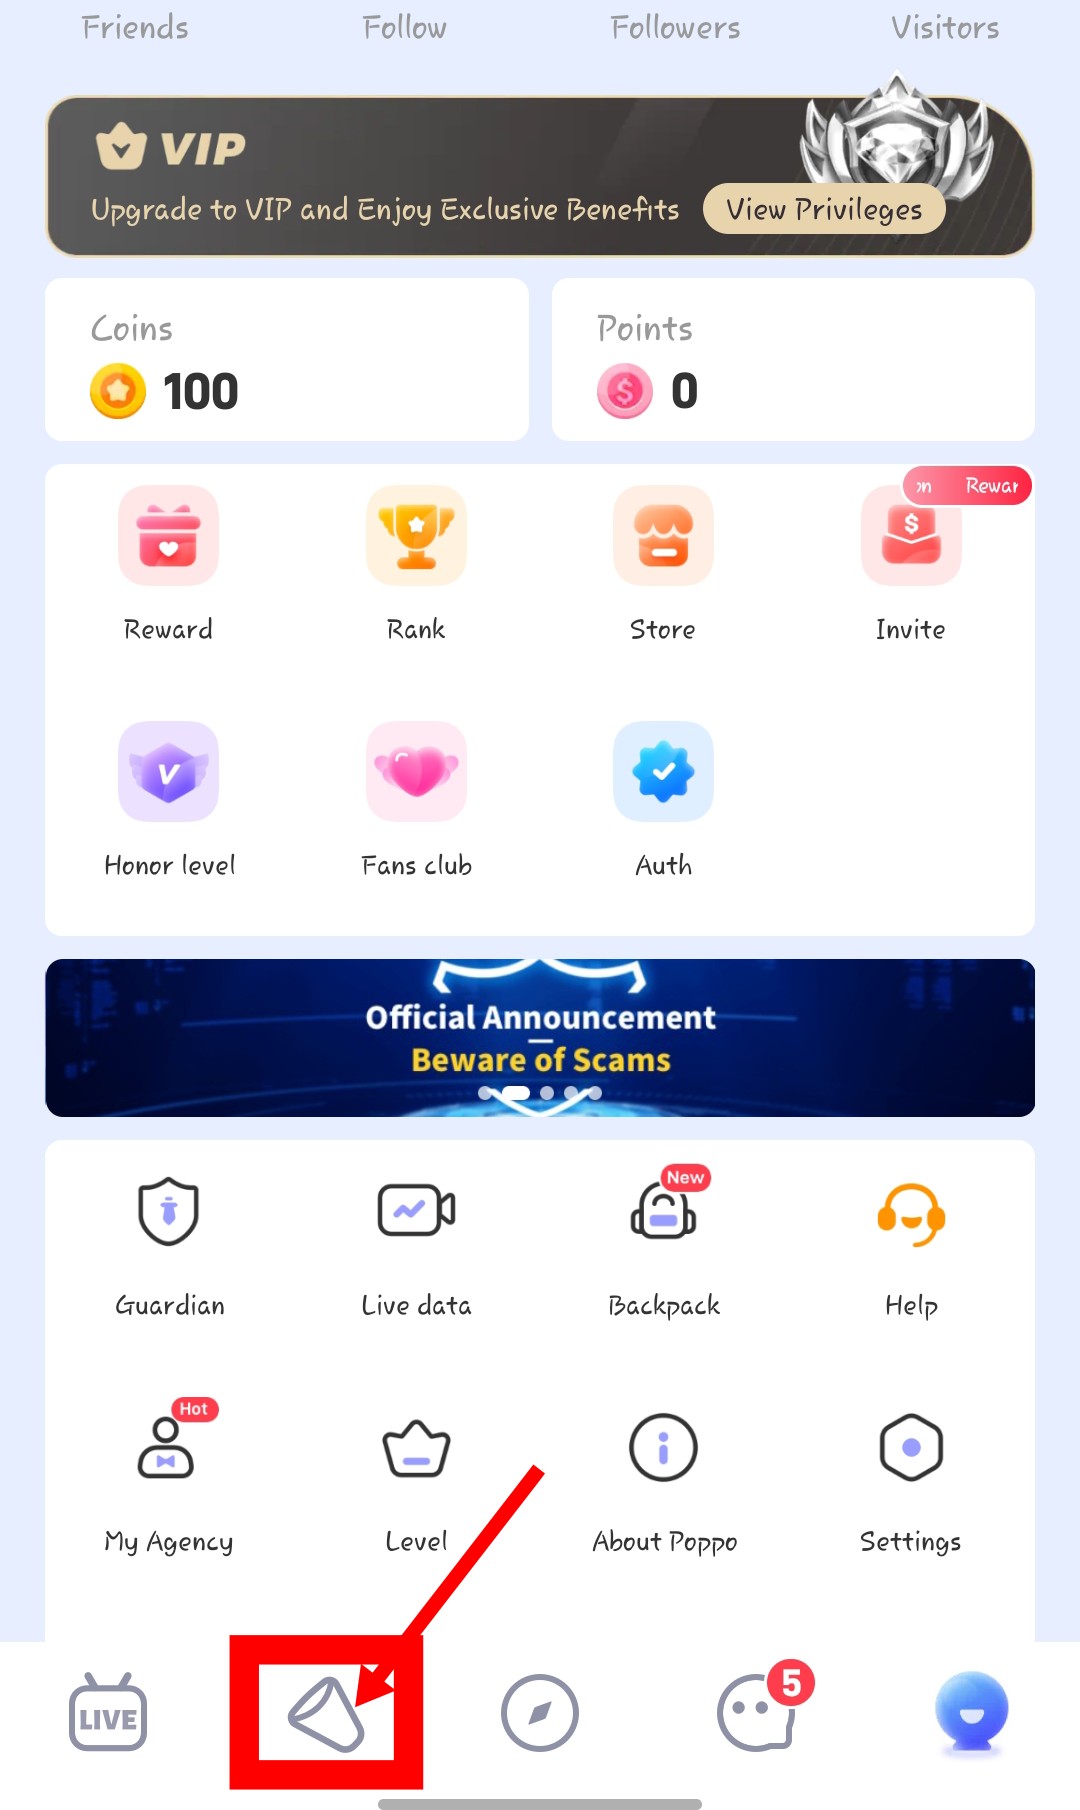 Friends Follow Followers Visitors
VIP
Upgrade to VIP and Enjoy Exclusive Benefits View Privileges
Coins Points
100 0
Rewar
Reward Rank Store Invite
V
Honor level Fans club Auth
Official Announcement
Beware of Scams
New
Guardian Live data Backpack Help
Hot
My Agency Level About Poppo Settings
5
LIVE